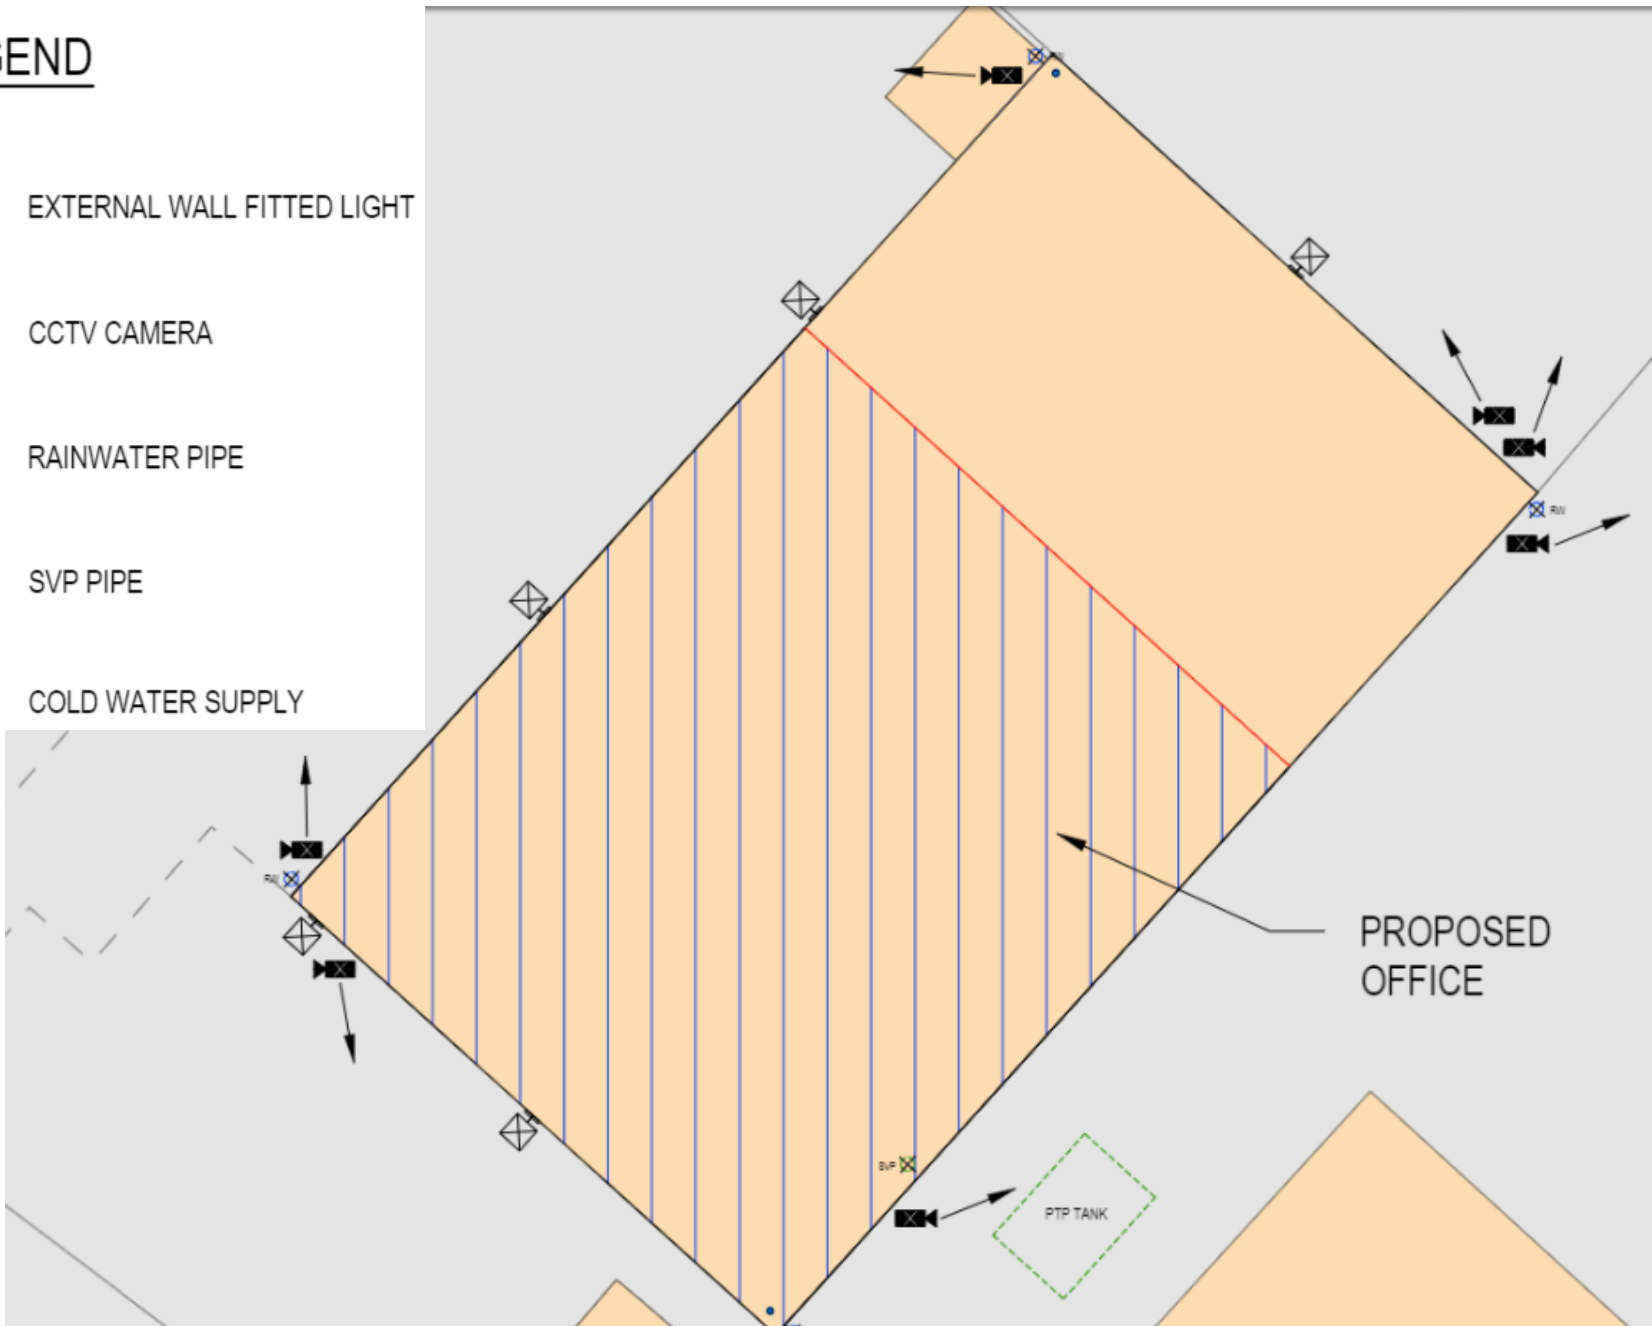 GEND
EXTERNAL WALL FITTED LIGHT
CCTV CAMERA
RAINWATER PIPE
SVP PIPE
COLD WATER SUPPLY
RW
RW
SVP
PTP TANK
PROPOSED
OFFICE